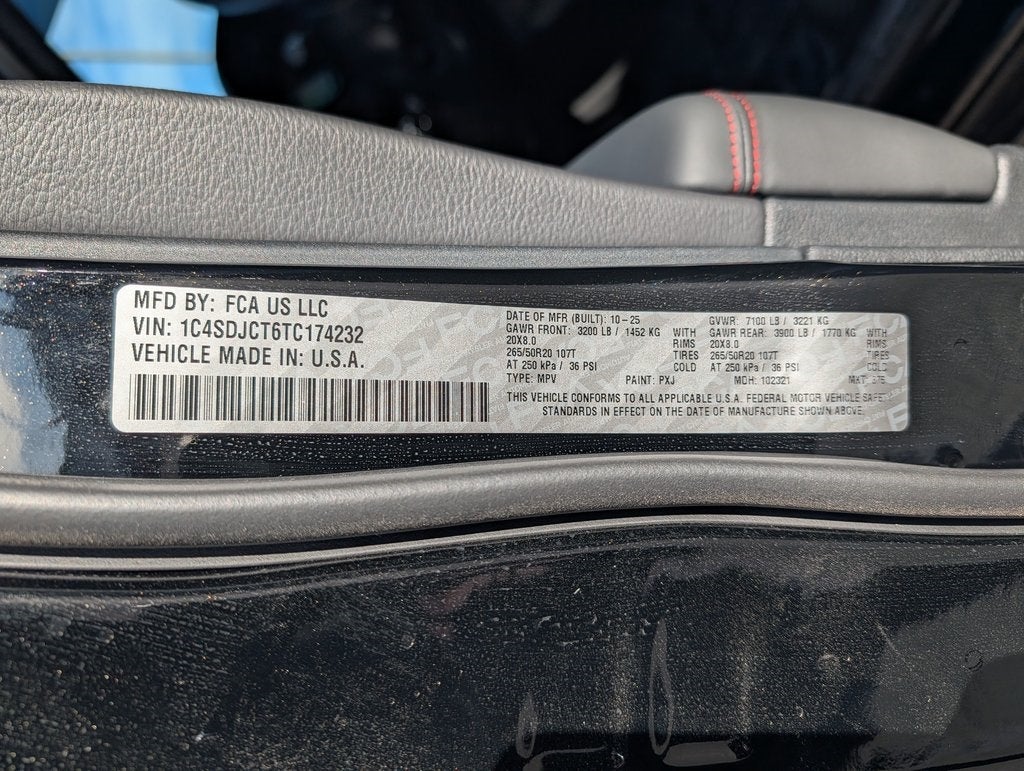 MFD BY: FCA US LLC
VIN: 1C4SDJCT6TC174232
VEHICLE MADE IN: U.S.A.
DATE OF MFR (BUILT): 10-25 GVWR: 7100 LB / 3221 KG
GAWR FRONT: 3200 LB / 1452 KG WITH GAWR REAR: 3900 LB / 1770 KG WITH
20X8.0 RIMS 20X8.0 RIMS
265/50R20 107T TIRES 265/50R20 107T TIRES
AT 250 kPa / 36 PSI COLD AT 250 kPa / 36 PSI COLD
TYPE: MPV PAINT: PXJ MDH: 102321 MKT:
THIS VEHICLE CONFORMS TO ALL APPLICABLE U.S.A. FEDERAL MOTOR VEHICLE
STANDARDS IN EFFECT ON THE DATE OF MANUFACTURE SHOWN ABOVE.